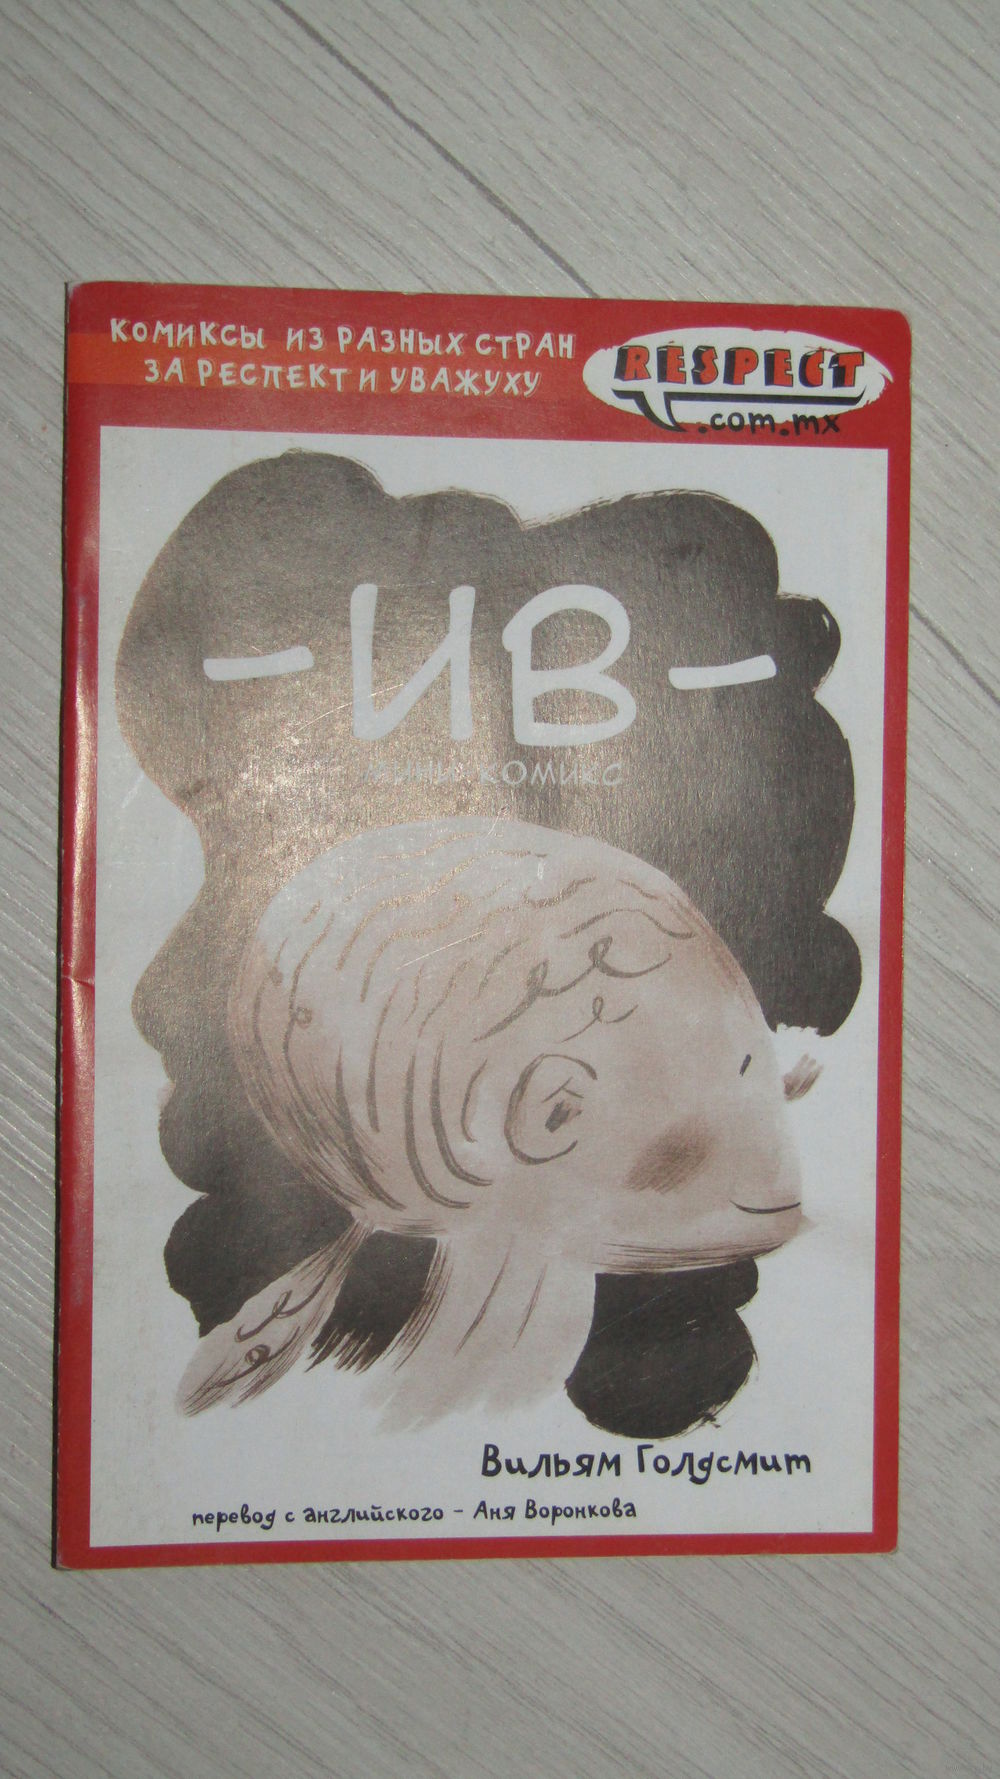 КОМИКСЫ ИЗ РАЗНЫХ СТРАН
ЗА РЕСПЕКТ И УВАЖУХУ
RESPECT
.com.mx
-ИВ-
мини-комикс
Вильям Голдсмит
перевод с английского - Аня Воронкова